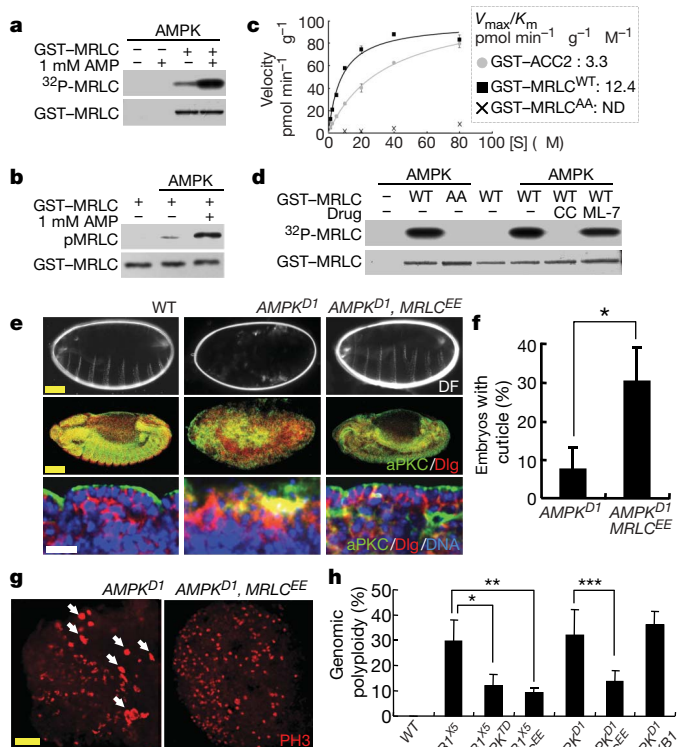 a
AMPK
GST–MRLC – – + +
1 mM AMP – + – +
32P-MRLC
GST–MRLC
b
AMPK
GST–MRLC + + +
1 mM AMP – – +
pMRLC
GST–MRLC
c
Velocity
pmol min–1 g–1
100
80
60
40
20
0
0 20 40 60 80 100
[S] ( M)
Vmax/Km
pmol min–1 g–1 M–1
GST–ACC2 : 3.3
GST–MRLCWT: 12.4
GST–MRLCAA: ND
d
AMPK AMPK
GST–MRLC – WT AA WT WT WT WT
Drug – – – – – CC ML-7
32P-MRLC
GST–MRLC
e
WT AMPKD1 AMPKD1, MRLCEE
DF
aPKC/Dlg
aPKC/Dlg/DNA
f
*
Embryos with
cuticle (%)
40
30
20
10
0
AMPKD1 AMPKD1
MRLCEE
g
AMPKD1 AMPKD1, MRLCEE
PH3
h
Genomic
polyploidy (%)
50
40
30
20
10
0
* ** ***
WT